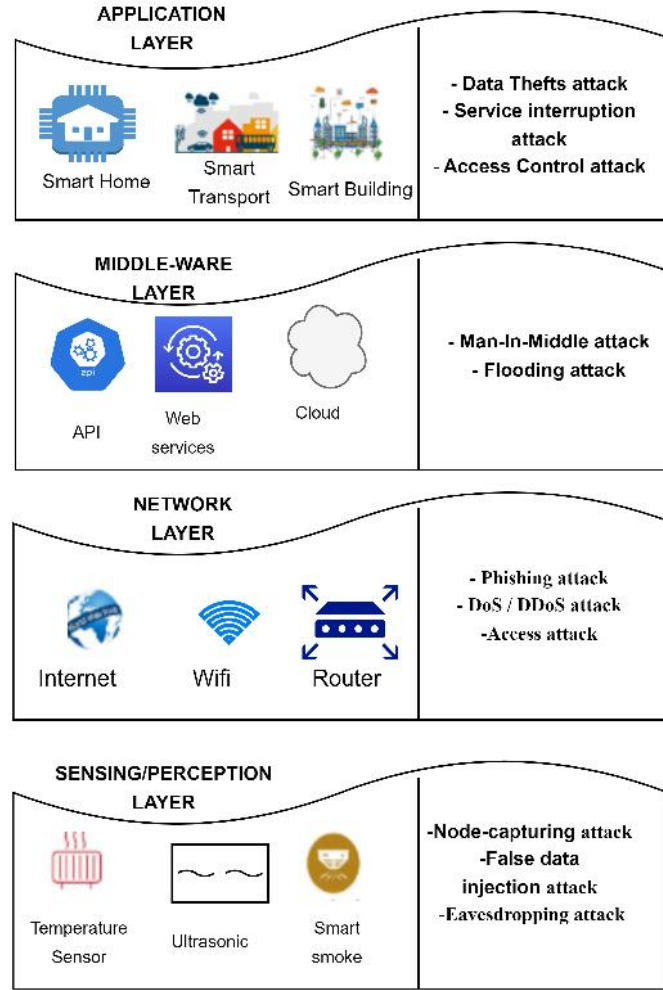 APPLICATION
LAYER
Smart Home
Smart
Transport
Smart Building
- Data Thefts attack
- Service interruption
attack
- Access Control attack
MIDDLE-WARE
LAYER
api
API
Web
services
Cloud
- Man-In-Middle attack
- Flooding attack
NETWORK
LAYER
Internet
Wifi
Router
- Phishing attack
- DoS / DDoS attack
-Access attack
SENSING/PERCEPTION
LAYER
Temperature
Sensor
Ultrasonic
Smart
smoke
-Node-capturing attack
-False data
injection attack
-Eavesdropping attack